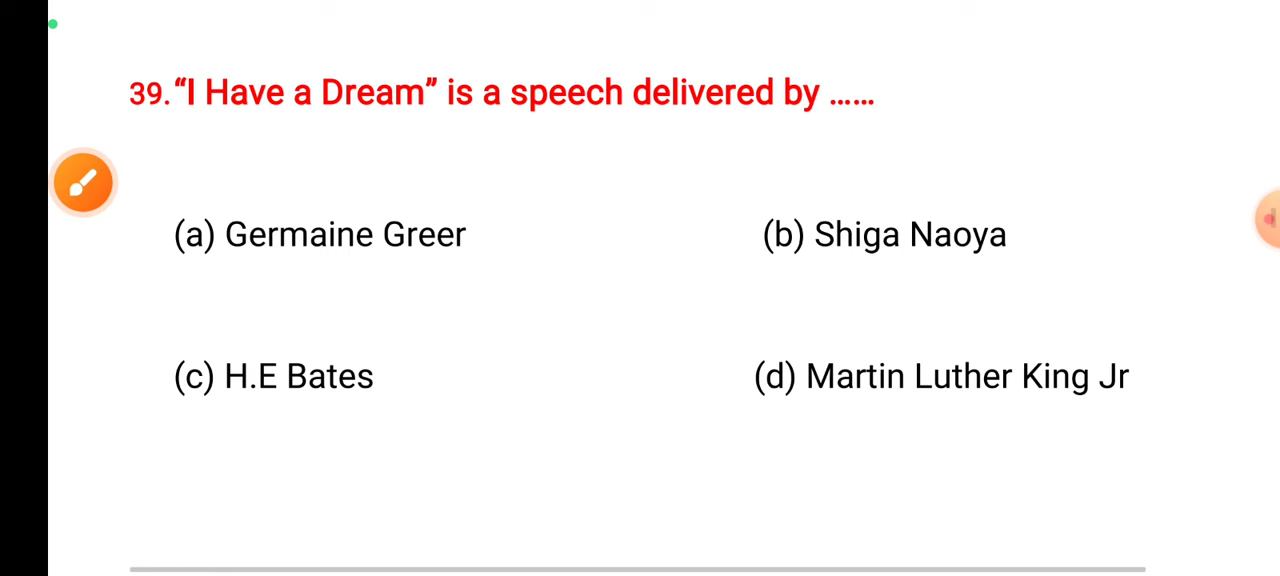 39. “I Have a Dream” is a speech delivered by ......
(a) Germaine Greer (b) Shiga Naoya
(c) H.E Bates (d) Martin Luther King Jr